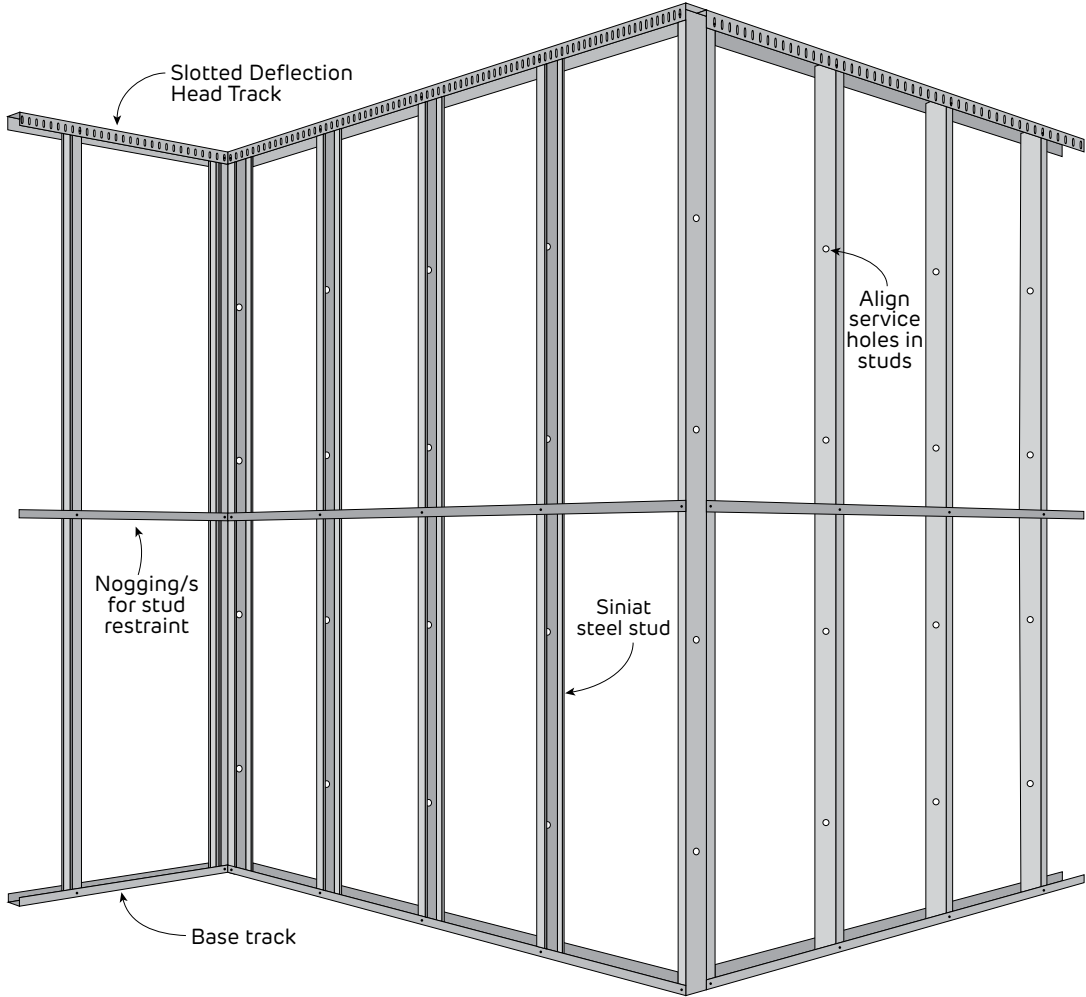 Slotted Deflection
Head Track
Align
service
holes in
studs
Nogging/s
for stud
restraint
Siniat
steel stud
Base track